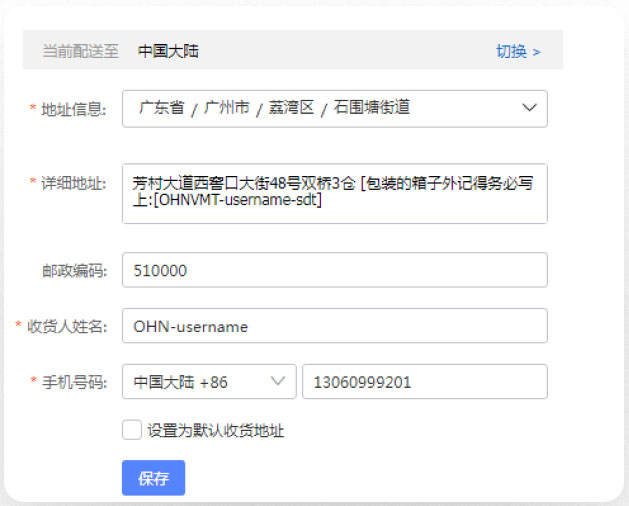 当前配送至 中国大陆 切换 >
* 地址信息: 广东省 / 广州市 / 荔湾区 / 石围塘街道
* 详细地址: 芳村大道西窖口大街48号双桥3仓 [包装的箱子外记得务必写
上:[OHNVMT-username-sdt]
邮政编码: 510000
* 收货人姓名: OHN-username
* 手机号码: 中国大陆 +86 13060999201
设置为默认收货地址
保存